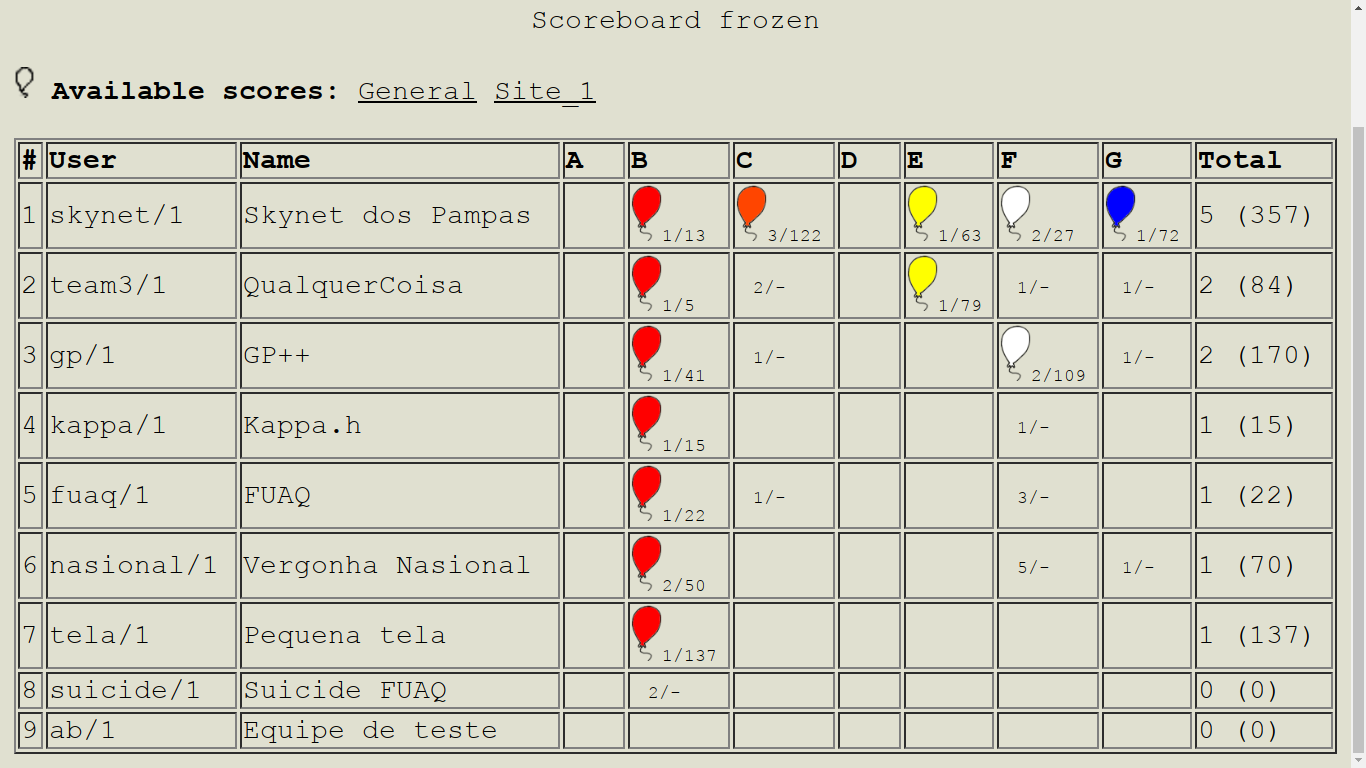 Scoreboard frozen
Available scores: General Site_1
# User Name A B C D E F G Total
1 skynet/1 Skynet dos Pampas 1/13 3/122 1/63 2/27 1/72 5 (357)
2 team3/1 QualquerCoisa 1/5 2/- 1/79 1/- 1/- 2 (84)
3 gp/1 GP++ 1/41 1/- 2/109 1/- 2 (170)
4 kappa/1 Kappa.h 1/15 1/- 1 (15)
5 fuaq/1 FUAQ 1/22 1/- 3/- 1 (22)
6 nasional/1 Vergonha Nasional 2/50 5/- 1/- 1 (70)
7 tela/1 Pequena tela 1/137 1 (137)
8 suicide/1 Suicide FUAQ 2/- 0 (0)
9 ab/1 Equipe de teste 0 (0)